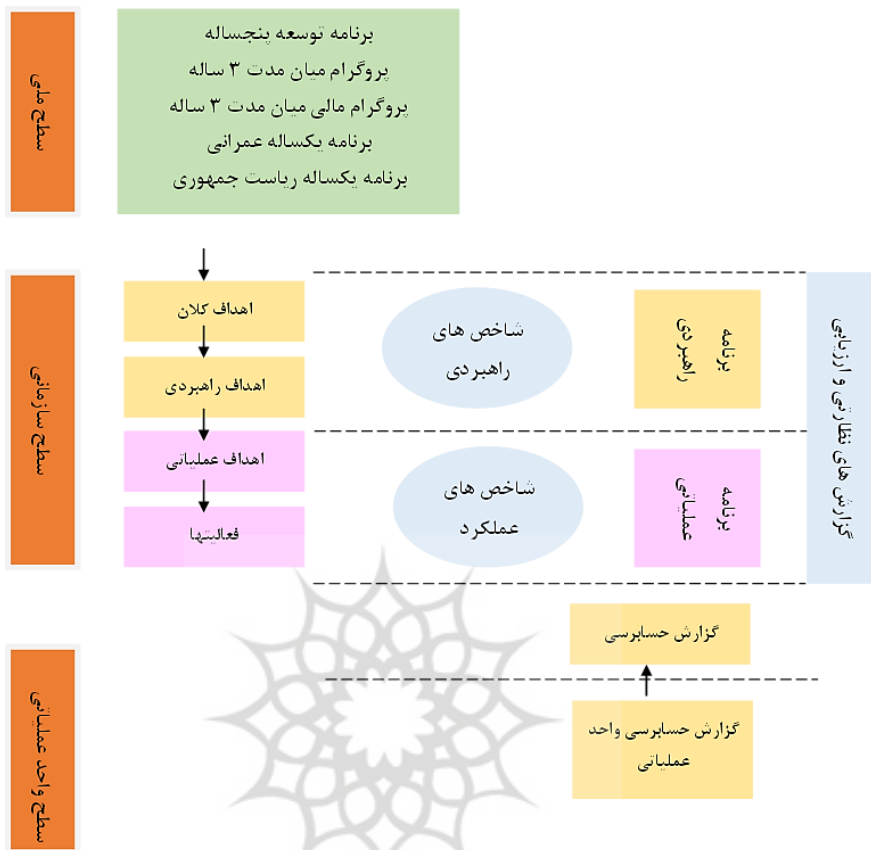 سطح ملی
برنامه توسعه پنجساله
پروگرام میان مدت ۳ ساله
پروگرام مالی میان مدت ۳ ساله
برنامه یکساله عمرانی
برنامه یکساله ریاست جمهوری
سطح سازمانی
اهداف کلان
اهداف راهبردی
اهداف عملیاتی
فعالیتها
شاخص های
راهبردی
شاخص های
عملکرد
برنامه
راهبردی
برنامه
عملیاتی
گزارش های نظارتی و ارزیابی
سطح واحد عملیاتی
گزارش حسابرسی
گزارش حسابرسی واحد
عملیاتی